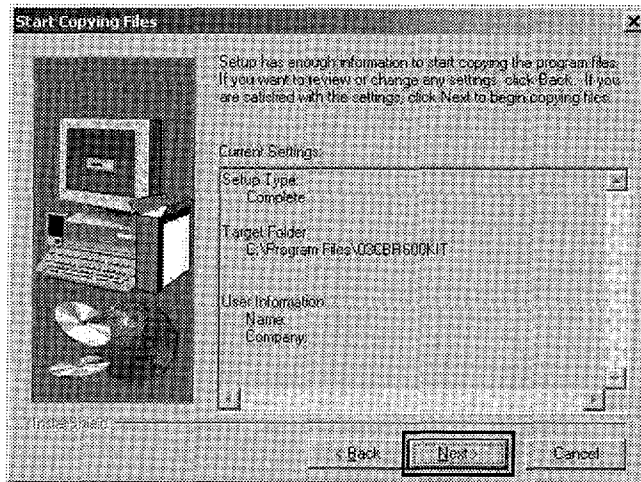 Start Copying Files
Setup has enough information to start copying the program files.
If you want to review or change any settings, click Back. If you
are satisfied with the settings, click Next to begin copying files.
Current Settings:
Setup Type:
Complete
Target Folder
C:\Program Files\03CBR600KIT
User Information
Name:
Company:
InstallShield
< Back
Next >
Cancel